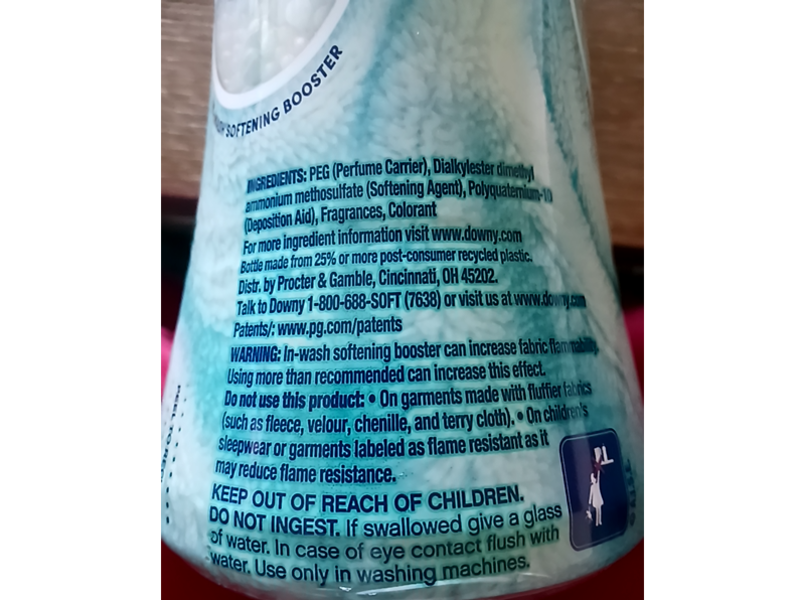 SOFTENING BOOSTER
INGREDIENTS: PEG (Perfume Carrier), Dialkylester dimethyl
ammonium methosulfate (Softening Agent), Polyquaternium-10
(Deposition Aid), Fragrances, Colorant
For more ingredient information visit www.downy.com
Bottle made from 25% or more post-consumer recycled plastic.
Distr. by Procter & Gamble, Cincinnati, OH 45202.
Talk to Downy 1-800-688-SOFT (7638) or visit us at www.downy.com
Patents/: www.pg.com/patents
WARNING: In-wash softening booster can increase fabric flammability.
Using more than recommended can increase this effect.
Do not use this product: • On garments made with fluffier fabrics
(such as fleece, velour, chenille, and terry cloth). • On children's
sleepwear or garments labeled as flame resistant as it
may reduce flame resistance.
KEEP OUT OF REACH OF CHILDREN.
DO NOT INGEST. If swallowed give a glass
of water. In case of eye contact flush with
water. Use only in washing machines.